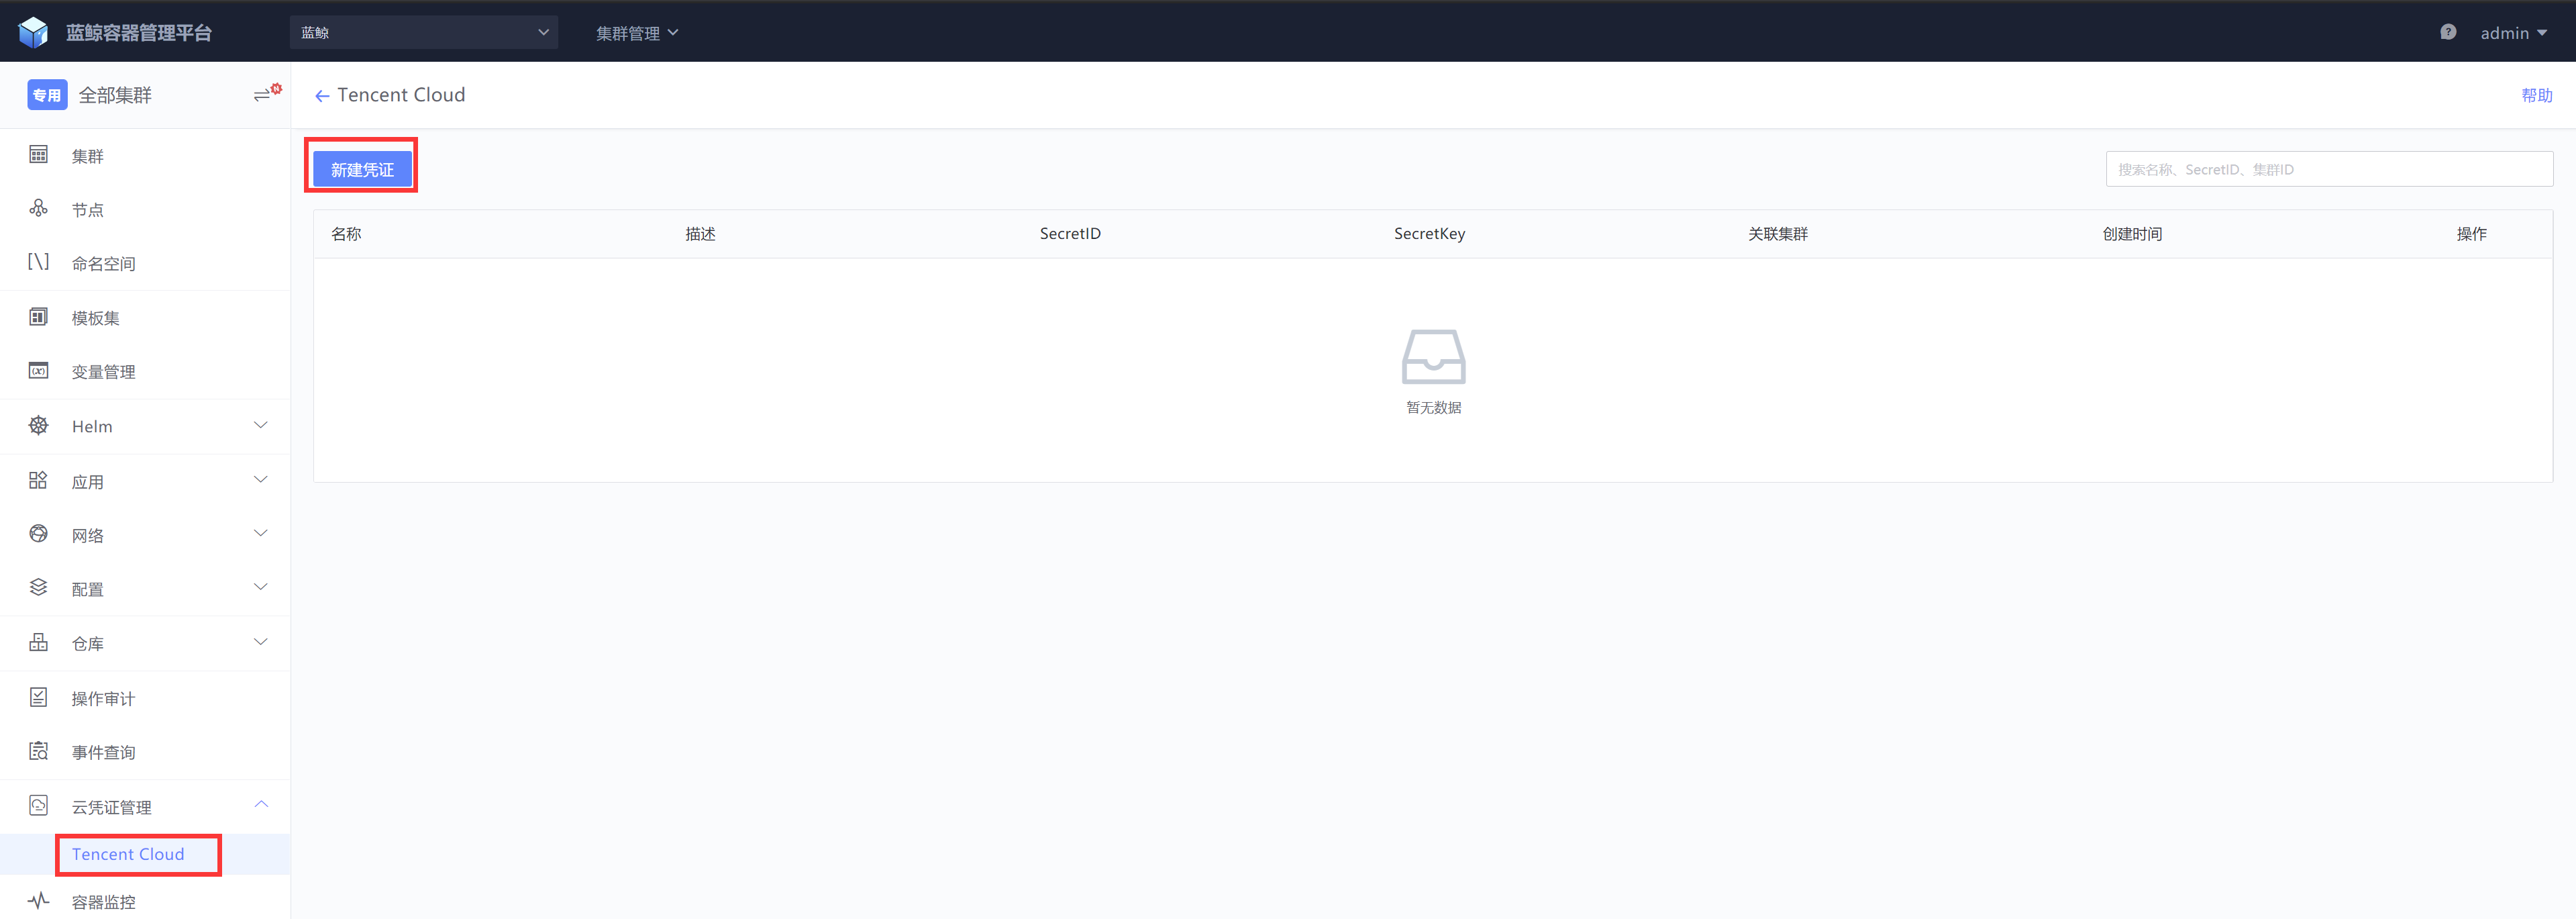 蓝鲸容器管理平台
蓝鲸
集群管理
admin
专用 全部集群
N
Tencent Cloud
帮助
集群
节点
[\] 命名空间
模板集
(x) 变量管理
Helm
应用
网络
配置
仓库
操作审计
事件查询
云凭证管理
Tencent Cloud
容器监控
新建凭证
搜索名称、SecretID、集群ID
名称 描述 SecretID SecretKey 关联集群 创建时间 操作
暂无数据